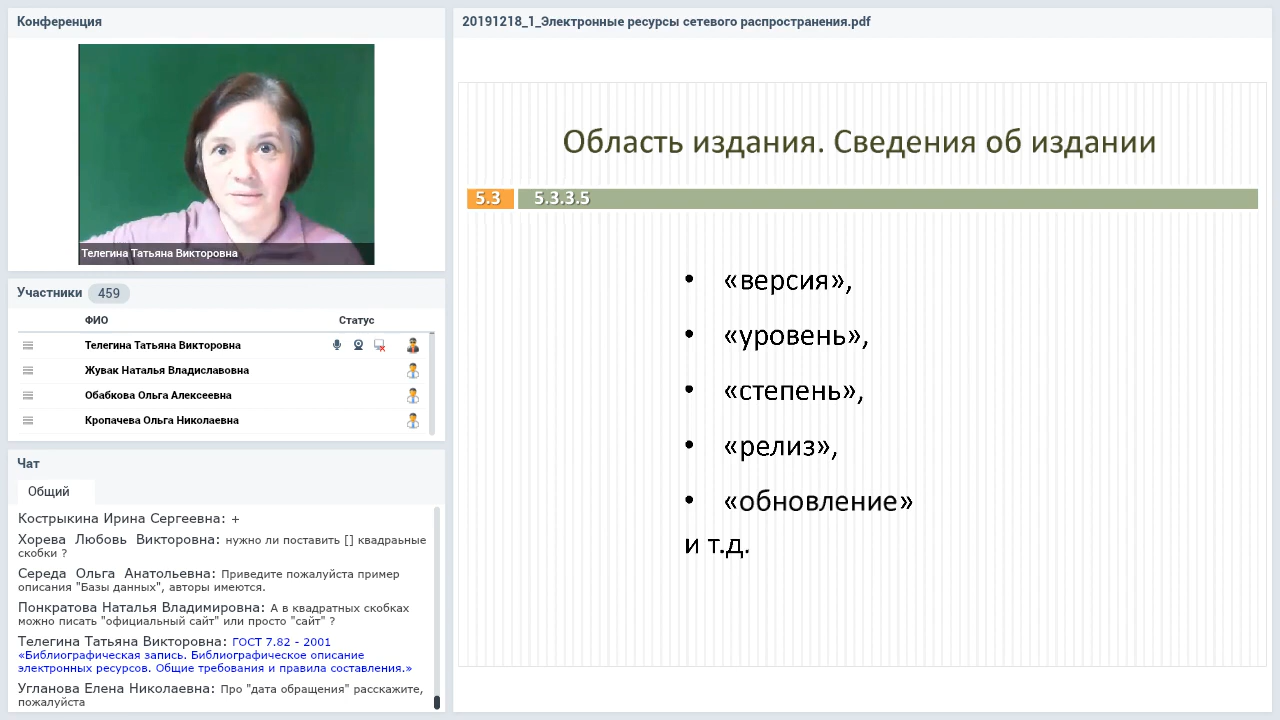 Конференция
Телегина Татьяна Викторовна
Участники 459
ФИО Статус
Телегина Татьяна Викторовна
Жувак Наталья Владиславовна
Обабкова Ольга Алексеевна
Кропачева Ольга Николаевна
Чат
Общий
Кострыкина Ирина Сергеевна: +
Хорева Любовь Викторовна: нужно ли поставить [] квадраьные
скобки ?
Середа Ольга Анатольевна: Приведите пожалуйста пример
описания "Базы данных", авторы имеются.
Понкратова Наталья Владимировна: А в квадратных скобках
можно писать "официальный сайт" или просто "сайт" ?
Телегина Татьяна Викторовна: ГОСТ 7.82 - 2001
«Библиографическая запись. Библиографическое описание
электронных ресурсов. Общие требования и правила составления.»
Угланова Елена Николаевна: Про "дата обращения" расскажите,
пожалуйста
20191218_1_Электронные ресурсы сетевого распространения.pdf
Область издания. Сведения об издании
5.3 5.3.3.5
• «версия»,
• «уровень»,
• «степень»,
• «релиз»,
• «обновление»
и т.д.